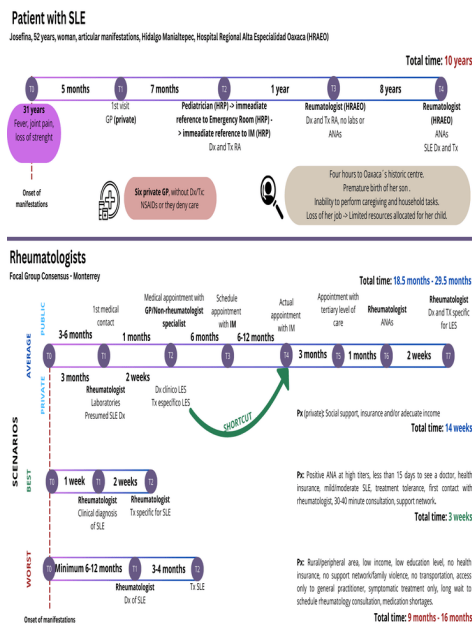 Patient with SLE
Josefina, 52 years, woman, articular manifestations, Hidalgo Manialtepec, Hospital Regional Alta Especialidad Oaxaca (HRAEO)
Total time: 10 years
5 months
7 months
1 year
8 years
T0
T1
T2
T3
T4
31 years
Fever, joint pain,
loss of strenght
1st visit
GP (private)
Pediatrician (HRP) -> immeadiate
reference to Emergency Room (HRP) -
> immeadiate reference to IM (HRP)
Dx and Tx RA
Reumatologist (HRAEO)
Dx and Tx RA, no labs or
ANAs
Reumatologist
(HRAEO)
ANAs
SLE Dx and Tx
Onset of
manifestations
Six private GP, without Dx/Tx:
NSAIDs or they deny care
Four hours to Oaxaca´s historic centre.
Premature birth of her son .
Inability to perform caregiving and household tasks.
Loss of her job -> Limited resources allocated for her child.
Rheumatologists
Focal Group Consensus - Monterrey
Total time: 18.5 months - 29.5 months
SCENARIOS
AVERAGE
PUBLIC
PRIVATE
1st medical
contact
Medical appointment with
GP/Non-rheumatologist
specialist
Schedule
appointment
with IM
Actual
appointment
with IM
Appointment with
tertiary level of
care
Rheumatologist
ANAs
Rheumatologist
Dx and TX specific
for LES
3-6 months
1 months
6 months
6-12 months
3 months
1 months
2 weeks
T0
T1
T2
T3
T4
T5
T6
T7
3 months
2 weeks
Rheumatologist
Laboratories
Presumed SLE Dx
Dx clínico LES
Tx específico LES
SHORTCUT
Px (private): Social support, insurance and/or adequate income
Total time: 14 weeks
BEST
1 week
2 weeks
T0
T1
T2
Rheumatologist
Clinical diagnosis
of SLE
Rheumatologist
Tx specific for SLE
Px: Positive ANA at high titers, less than 15 days to see a doctor, health
insurance, mild/moderate SLE, treatment tolerance, first contact with
rheumatologist, 30-40 minute consultation, support network.
Total time: 3 weeks
WORST
Minimum 6-12 months
3-4 months
T0
T1
T2
Rheumatologist
Dx of SLE
Tx SLE
Px: Rural/periperal area, low income, low education level, no health
insurance, no support network/family violence, no transportation, access
only to general practitioner, symptomatic treatment only, long wait to
schedule rheumatology consultation, medication shortages.
Total time: 9 months - 16 months
Onset of manifestations